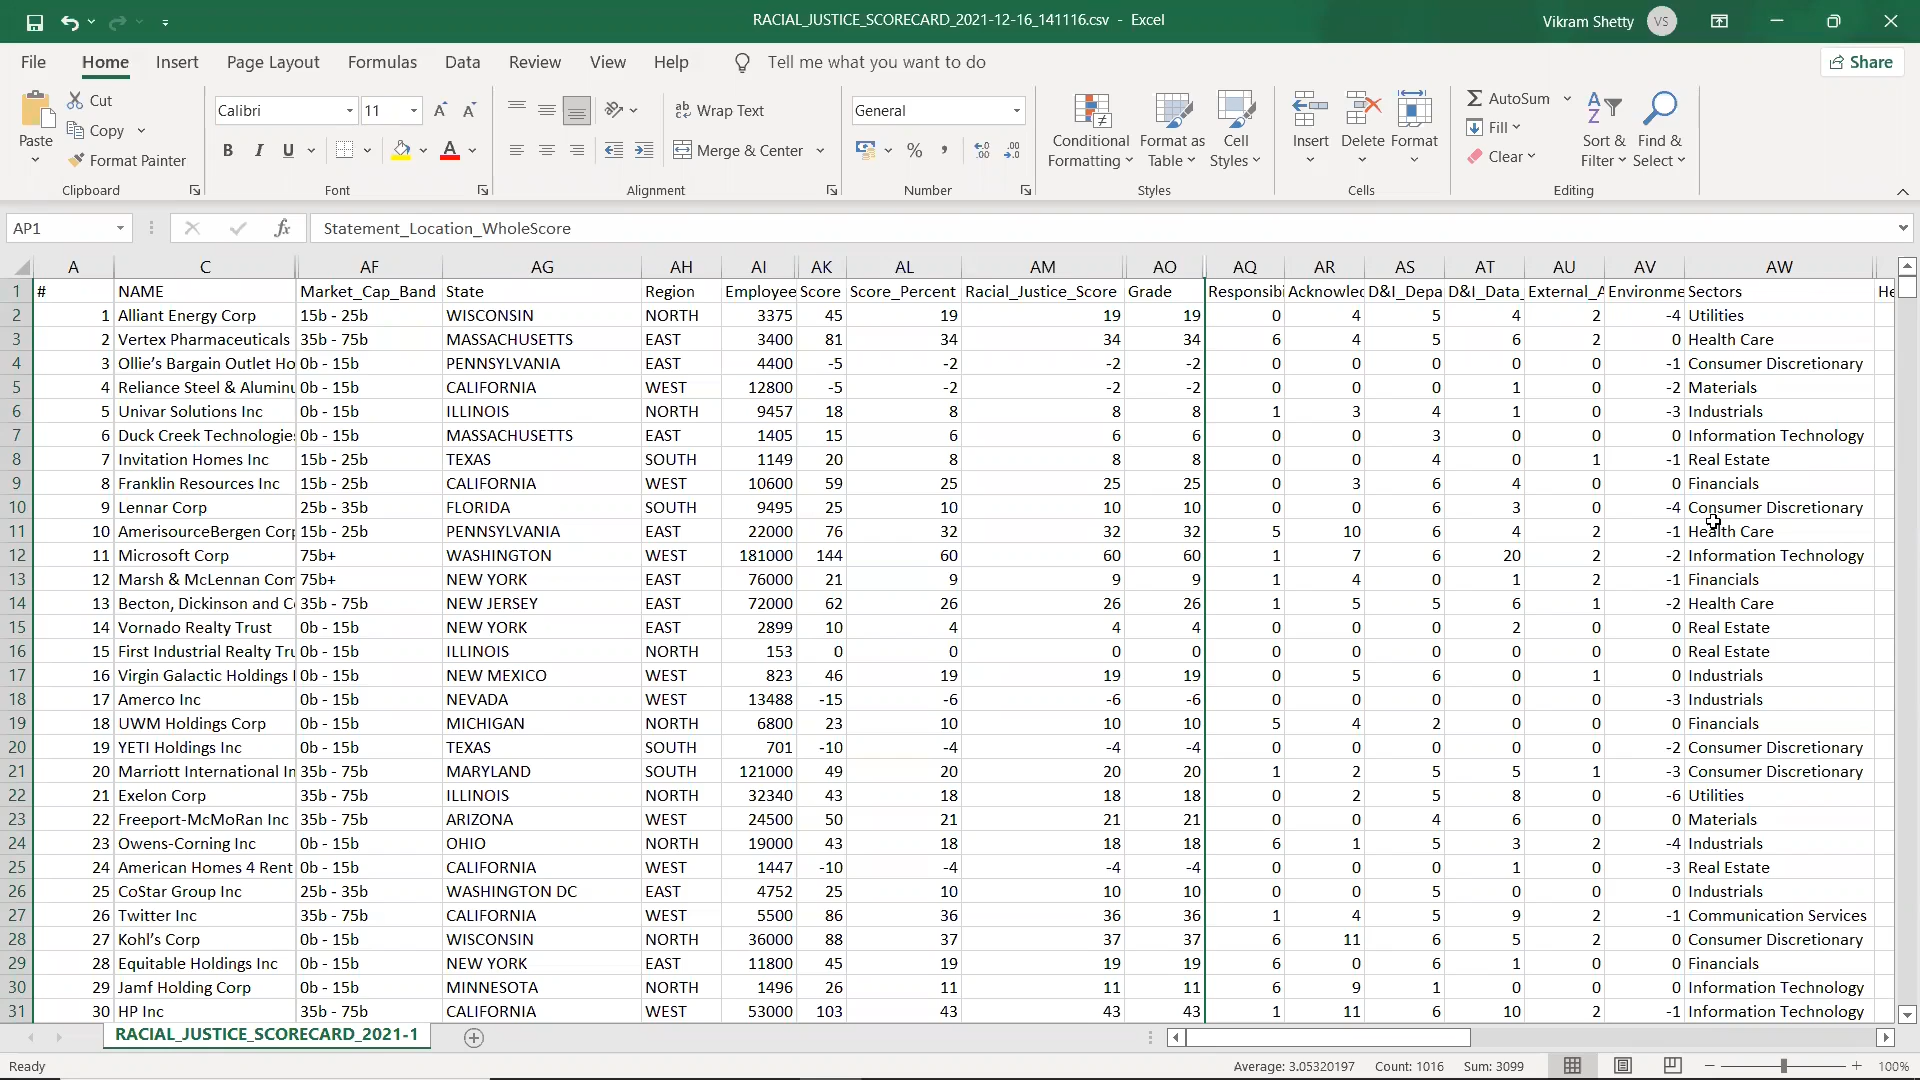 RACIAL_JUSTICE_SCORECARD_2021-12-16_141116.csv - Excel
Vikram Shetty VS
File Home Insert Page Layout Formulas Data Review View Help Tell me what you want to do Share
Paste Cut Copy Format Painter Clipboard
Calibri 11 B I U A Font
Wrap Text Merge & Center Alignment
General % Number
Conditional Formatting Format as Table Cell Styles Styles
Insert Delete Format Cells
AutoSum Fill Clear Sort & Filter Find & Select Editing
AP1 fx Statement_Location_WholeScore
A C AF AG AH AI AK AL AM AO AQ AR AS AT AU AV AW
1 # NAME Market_Cap_Band State Region Employee Score Score_Percent Racial_Justice_Score Grade Responsibi Acknowled D&I_Depa D&I_Data_ External_A Environme Sectors He
2 1 Alliant Energy Corp 15b - 25b WISCONSIN NORTH 3375 45 19 19 19 0 4 5 4 2 -4 Utilities
3 2 Vertex Pharmaceuticals 35b - 75b MASSACHUSETTS EAST 3400 81 34 34 34 6 4 5 6 2 0 Health Care
4 3 Ollie's Bargain Outlet Ho 0b - 15b PENNSYLVANIA EAST 4400 -5 -2 -2 -2 0 0 0 0 0 -1 Consumer Discretionary
5 4 Reliance Steel & Aluminu 0b - 15b CALIFORNIA WEST 12800 -5 -2 -2 -2 0 0 0 1 0 -2 Materials
6 5 Univar Solutions Inc 0b - 15b ILLINOIS NORTH 9457 18 8 8 8 1 3 4 1 0 -3 Industrials
7 6 Duck Creek Technologies 0b - 15b MASSACHUSETTS EAST 1405 15 6 6 6 0 0 3 0 0 0 Information Technology
8 7 Invitation Homes Inc 15b - 25b TEXAS SOUTH 1149 20 8 8 8 0 0 4 0 1 -1 Real Estate
9 8 Franklin Resources Inc 15b - 25b CALIFORNIA WEST 10600 59 25 25 25 0 3 6 4 0 0 Financials
10 9 Lennar Corp 25b - 35b FLORIDA SOUTH 9495 25 10 10 10 0 0 6 3 0 -4 Consumer Discretionary
11 10 AmerisourceBergen Corp 15b - 25b PENNSYLVANIA EAST 22000 76 32 32 32 5 10 6 4 2 -1 Health Care
12 11 Microsoft Corp 75b+ WASHINGTON WEST 181000 144 60 60 60 1 7 6 20 2 -2 Information Technology
13 12 Marsh & McLennan Com 75b+ NEW YORK EAST 76000 21 9 9 9 1 4 0 1 2 -1 Financials
14 13 Becton, Dickinson and C 35b - 75b NEW JERSEY EAST 72000 62 26 26 26 1 5 5 6 1 -2 Health Care
15 14 Vornado Realty Trust 0b - 15b NEW YORK EAST 2899 10 4 4 4 0 0 0 2 0 0 Real Estate
16 15 First Industrial Realty Tru 0b - 15b ILLINOIS NORTH 153 0 0 0 0 0 0 0 0 0 0 Real Estate
17 16 Virgin Galactic Holdings I 0b - 15b NEW MEXICO WEST 823 46 19 19 19 0 5 6 0 1 0 Industrials
18 17 Amerco Inc 0b - 15b NEVADA WEST 13488 -15 -6 -6 -6 0 0 0 0 0 -3 Industrials
19 18 UWM Holdings Corp 0b - 15b MICHIGAN NORTH 6800 23 10 10 10 5 4 2 0 0 0 Financials
20 19 YETI Holdings Inc 0b - 15b TEXAS SOUTH 701 -10 -4 -4 -4 0 0 0 0 0 -2 Consumer Discretionary
21 20 Marriott International In 35b - 75b MARYLAND SOUTH 121000 49 20 20 20 1 2 5 5 1 -3 Consumer Discretionary
22 21 Exelon Corp 35b - 75b ILLINOIS NORTH 32340 43 18 18 18 0 2 5 8 0 -6 Utilities
23 22 Freeport-McMoRan Inc 35b - 75b ARIZONA WEST 24500 50 21 21 21 0 0 4 6 0 0 Materials
24 23 Owens-Corning Inc 0b - 15b OHIO NORTH 19000 43 18 18 18 6 1 5 3 2 -4 Industrials
25 24 American Homes 4 Rent 0b - 15b CALIFORNIA WEST 1447 -10 -4 -4 -4 0 0 0 1 0 -3 Real Estate
26 25 CoStar Group Inc 25b - 35b WASHINGTON DC EAST 4752 25 10 10 10 0 0 5 0 0 0 Industrials
27 26 Twitter Inc 35b - 75b CALIFORNIA WEST 5500 86 36 36 36 1 4 5 9 2 -1 Communication Services
28 27 Kohl's Corp 0b - 15b WISCONSIN NORTH 36000 88 37 37 37 6 11 6 5 2 0 Consumer Discretionary
29 28 Equitable Holdings Inc 0b - 15b NEW YORK EAST 11800 45 19 19 19 6 0 6 1 0 0 Financials
30 29 Jamf Holding Corp 0b - 15b MINNESOTA NORTH 1496 26 11 11 11 6 9 1 0 0 0 Information Technology
31 30 HP Inc 35b - 75b CALIFORNIA WEST 53000 103 43 43 43 1 11 6 10 2 -1 Information Technology
RACIAL_JUSTICE_SCORECARD_2021-1
Ready Average: 3.05320197 Count: 1016 Sum: 3099 100%